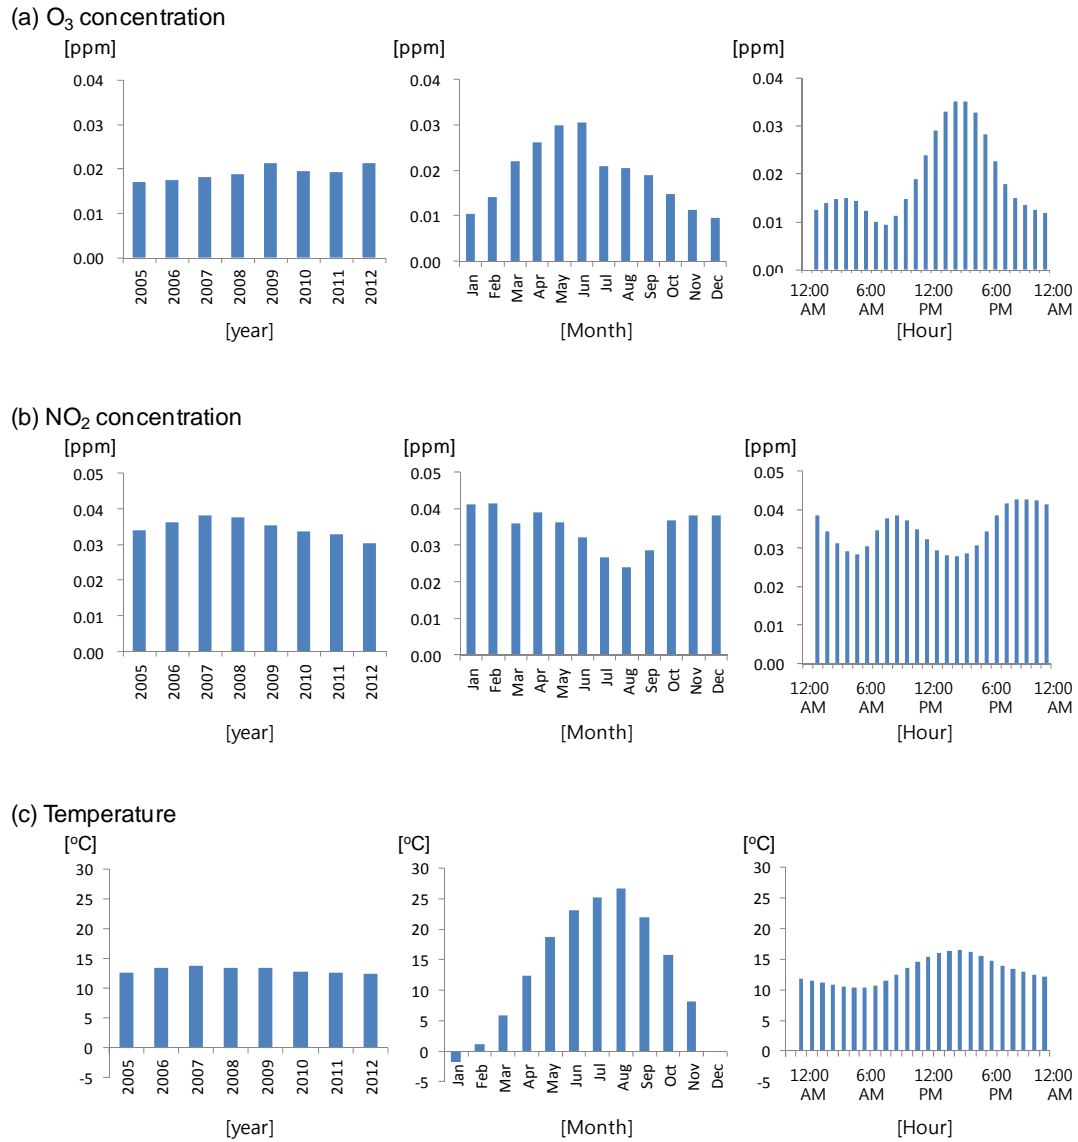 (a) O₃ concentration
[ppm] [ppm] [ppm]
0.04 0.04 0.04
0.03 0.03 0.03
0.02 0.02 0.02
0.01 0.01 0.01
0.00 0.00 0.00
2005 2006 2007 2008 2009 2010 2011 2012
Jan Feb Mar Apr May Jun Jul Aug Sep Oct Nov Dec
12:00 AM 6:00 AM 12:00 PM 6:00 PM 12:00 AM
[year] [Month] [Hour]
(b) NO₂ concentration
[ppm] [ppm] [ppm]
0.05 0.05 0.05
0.04 0.04 0.04
0.03 0.03 0.03
0.02 0.02 0.02
0.01 0.01 0.01
0.00 0.00 0.00
2005 2006 2007 2008 2009 2010 2011 2012
Jan Feb Mar Apr May Jun Jul Aug Sep Oct Nov Dec
12:00 AM 6:00 AM 12:00 PM 6:00 PM 12:00 AM
[year] [Month] [Hour]
(c) Temperature
[°C] [°C] [°C]
30 30 30
25 25 25
20 20 20
15 15 15
10 10 10
5 5 5
0 0 0
-5 -5 -5
2005 2006 2007 2008 2009 2010 2011 2012
Jan Feb Mar Apr May Jun Jul Aug Sep Oct Nov Dec
12:00 AM 6:00 AM 12:00 PM 6:00 PM 12:00 AM
[year] [Month] [Hour]